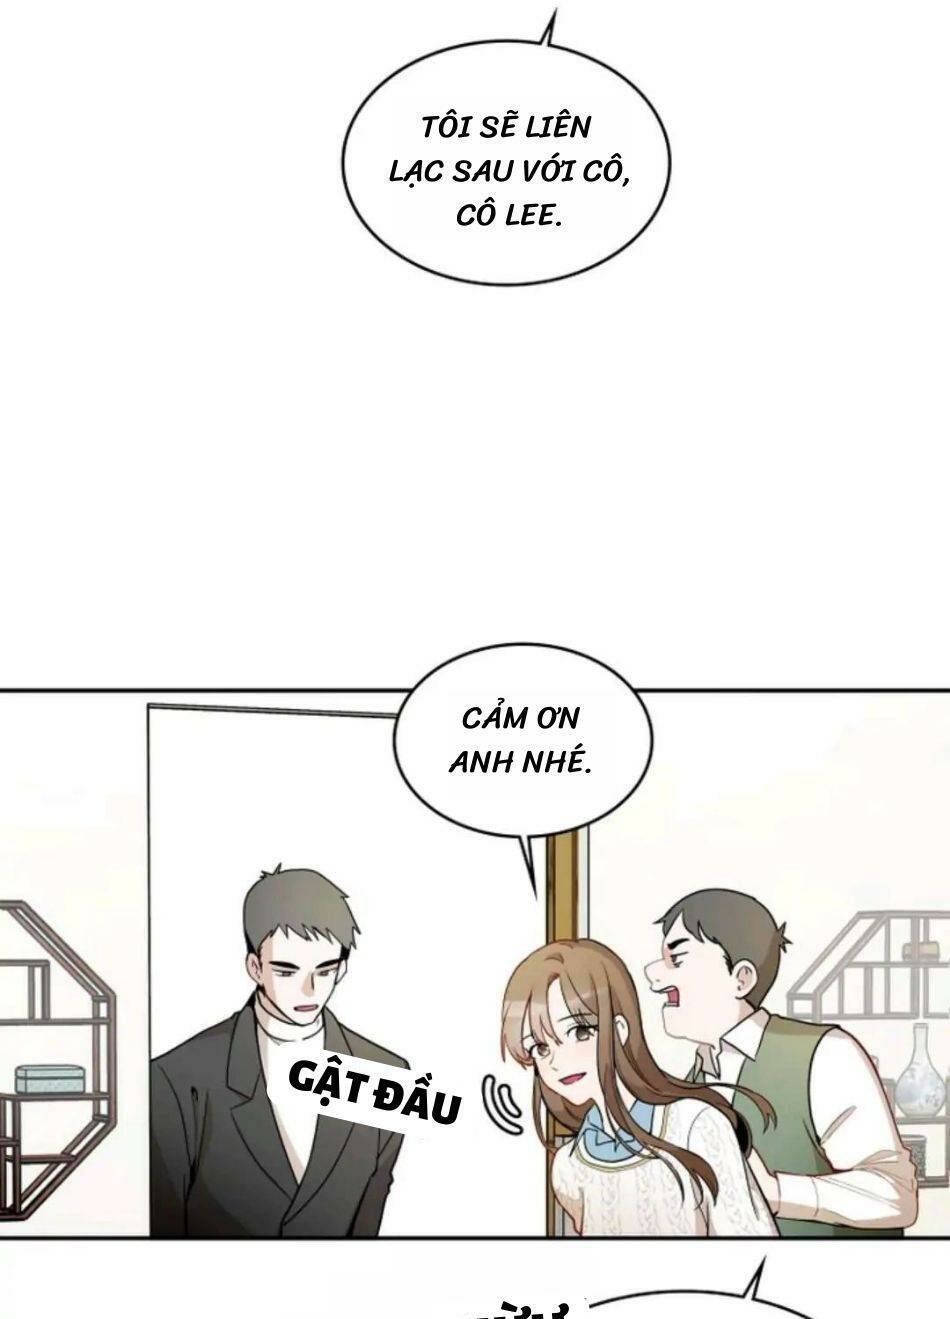 TÔI SẼ LIÊN
LẠC SAU VỚI CÔ,
CÔ LEE.
CẢM ƠN
ANH NHÉ.
GẬT ĐẦU